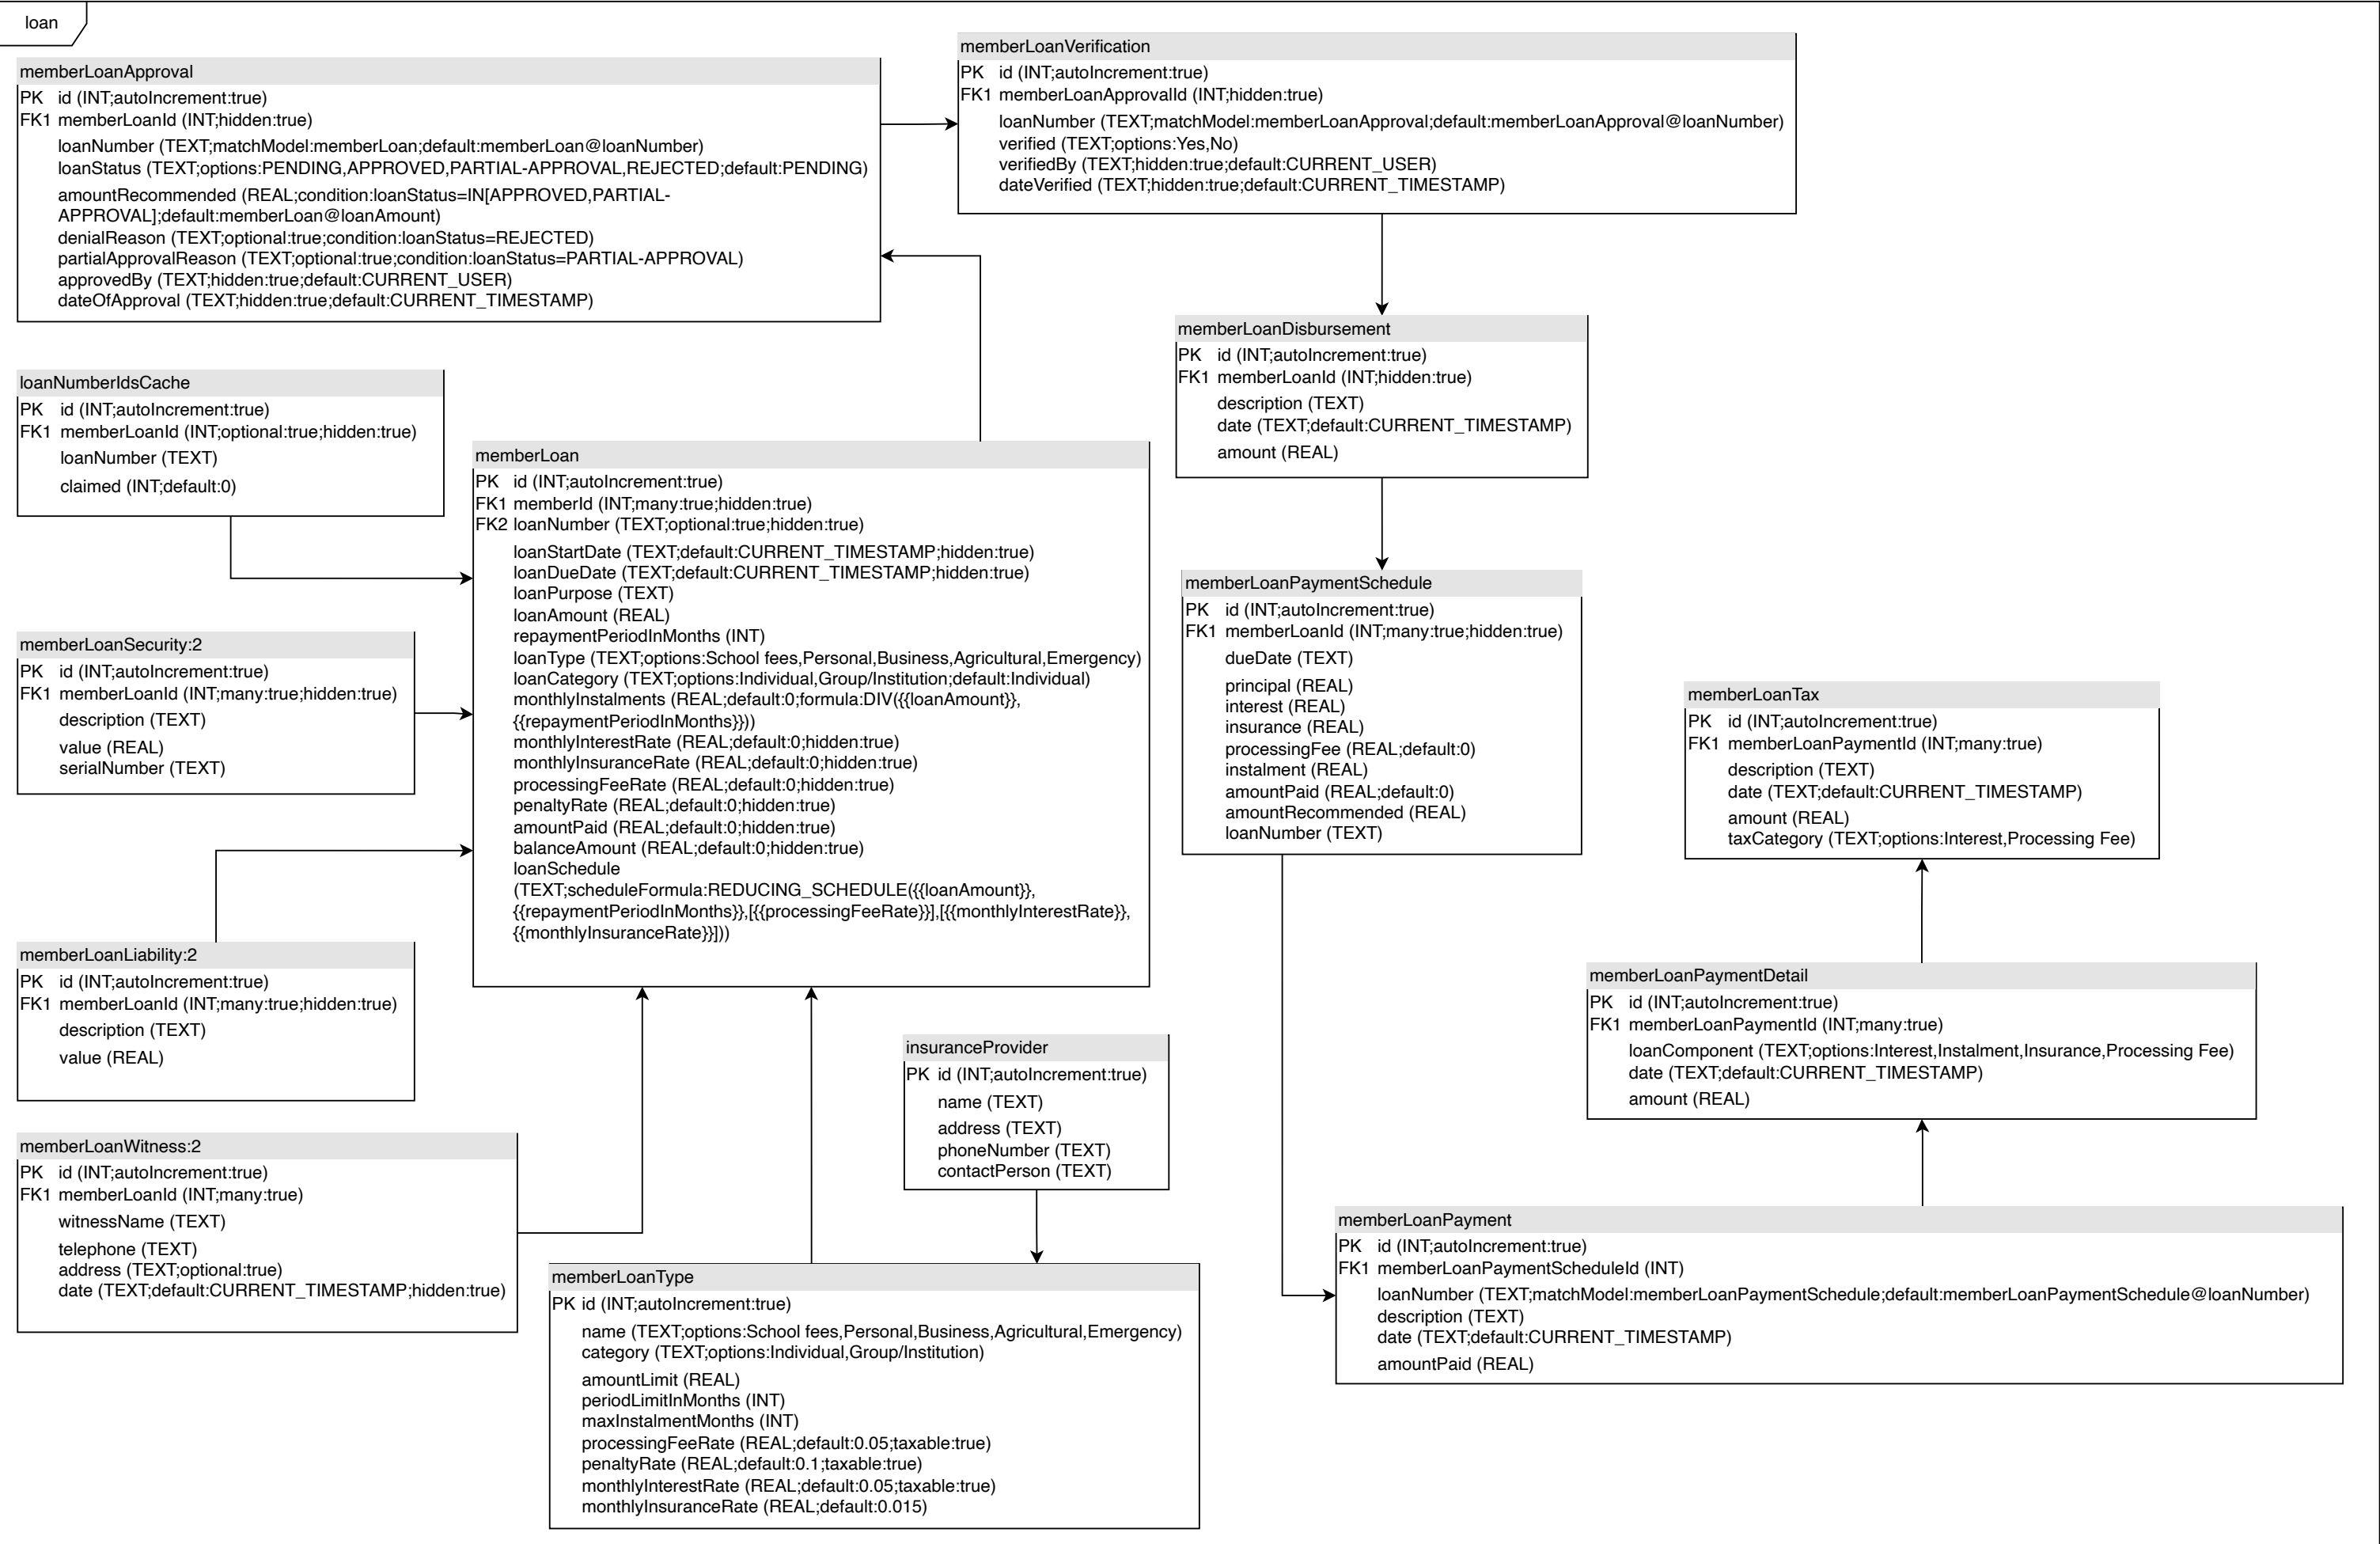 loan
memberLoanApproval
PK id (INT;autoIncrement:true)
FK1 memberLoanId (INT;hidden:true)
loanNumber (TEXT;matchModel:memberLoan;default:memberLoan@loanNumber)
loanStatus (TEXT;options:PENDING,APPROVED,PARTIAL-APPROVAL,REJECTED;default:PENDING)
amountRecommended (REAL;condition:loanStatus=IN[APPROVED,PARTIAL-
APPROVAL];default:memberLoan@loanAmount)
denialReason (TEXT;optional:true;condition:loanStatus=REJECTED)
partialApprovalReason (TEXT;optional:true;condition:loanStatus=PARTIAL-APPROVAL)
approvedBy (TEXT;hidden:true;default:CURRENT_USER)
dateOfApproval (TEXT;hidden:true;default:CURRENT_TIMESTAMP)
memberLoanVerification
PK id (INT;autoIncrement:true)
FK1 memberLoanApprovalId (INT;hidden:true)
loanNumber (TEXT;matchModel:memberLoanApproval;default:memberLoanApproval@loanNumber)
verified (TEXT;options:Yes,No)
verifiedBy (TEXT;hidden:true;default:CURRENT_USER)
dateVerified (TEXT;hidden:true;default:CURRENT_TIMESTAMP)
memberLoanDisbursement
PK id (INT;autoIncrement:true)
FK1 memberLoanId (INT;hidden:true)
description (TEXT)
date (TEXT;default:CURRENT_TIMESTAMP)
amount (REAL)
loanNumberIdsCache
PK id (INT;autoIncrement:true)
FK1 memberLoanId (INT;optional:true;hidden:true)
loanNumber (TEXT)
claimed (INT;default:0)
memberLoan
PK id (INT;autoIncrement:true)
FK1 memberId (INT;many:true;hidden:true)
FK2 loanNumber (TEXT;optional:true;hidden:true)
loanStartDate (TEXT;default:CURRENT_TIMESTAMP;hidden:true)
loanDueDate (TEXT;default:CURRENT_TIMESTAMP;hidden:true)
loanPurpose (TEXT)
loanAmount (REAL)
repaymentPeriodInMonths (INT)
loanType (TEXT;options:School fees,Personal,Business,Agricultural,Emergency)
loanCategory (TEXT;options:Individual,Group/Institution;default:Individual)
monthlyInstalments (REAL;default:0;formula:DIV({{loanAmount}},
{{repaymentPeriodInMonths}}))
monthlyInterestRate (REAL;default:0;hidden:true)
monthlyInsuranceRate (REAL;default:0;hidden:true)
processingFeeRate (REAL;default:0;hidden:true)
penaltyRate (REAL;default:0;hidden:true)
amountPaid (REAL;default:0;hidden:true)
balanceAmount (REAL;default:0;hidden:true)
loanSchedule
(TEXT;scheduleFormula:REDUCING_SCHEDULE({{loanAmount}},
{{repaymentPeriodInMonths}},[{{processingFeeRate}}],[{{monthlyInterestRate}},
{{monthlyInsuranceRate}}]))
memberLoanSecurity:2
PK id (INT;autoIncrement:true)
FK1 memberLoanId (INT;many:true;hidden:true)
description (TEXT)
value (REAL)
serialNumber (TEXT)
memberLoanPaymentSchedule
PK id (INT;autoIncrement:true)
FK1 memberLoanId (INT;many:true;hidden:true)
dueDate (TEXT)
principal (REAL)
interest (REAL)
insurance (REAL)
processingFee (REAL;default:0)
instalment (REAL)
amountPaid (REAL;default:0)
amountRecommended (REAL)
loanNumber (TEXT)
memberLoanTax
PK id (INT;autoIncrement:true)
FK1 memberLoanPaymentId (INT;many:true)
description (TEXT)
date (TEXT;default:CURRENT_TIMESTAMP)
amount (REAL)
taxCategory (TEXT;options:Interest,Processing Fee)
memberLoanLiability:2
PK id (INT;autoIncrement:true)
FK1 memberLoanId (INT;many:true;hidden:true)
description (TEXT)
value (REAL)
memberLoanPaymentDetail
PK id (INT;autoIncrement:true)
FK1 memberLoanPaymentId (INT;many:true)
loanComponent (TEXT;options:Interest,Instalment,Insurance,Processing Fee)
date (TEXT;default:CURRENT_TIMESTAMP)
amount (REAL)
insuranceProvider
PK id (INT;autoIncrement:true)
name (TEXT)
address (TEXT)
phoneNumber (TEXT)
contactPerson (TEXT)
memberLoanWitness:2
PK id (INT;autoIncrement:true)
FK1 memberLoanId (INT;many:true)
witnessName (TEXT)
telephone (TEXT)
address (TEXT;optional:true)
date (TEXT;default:CURRENT_TIMESTAMP;hidden:true)
memberLoanPayment
PK id (INT;autoIncrement:true)
FK1 memberLoanPaymentScheduleId (INT)
loanNumber (TEXT;matchModel:memberLoanPaymentSchedule;default:memberLoanPaymentSchedule@loanNumber)
description (TEXT)
date (TEXT;default:CURRENT_TIMESTAMP)
amountPaid (REAL)
memberLoanType
PK id (INT;autoIncrement:true)
name (TEXT;options:School fees,Personal,Business,Agricultural,Emergency)
category (TEXT;options:Individual,Group/Institution)
amountLimit (REAL)
periodLimitInMonths (INT)
maxInstalmentMonths (INT)
processingFeeRate (REAL;default:0.05;taxable:true)
penaltyRate (REAL;default:0.1;taxable:true)
monthlyInterestRate (REAL;default:0.05;taxable:true)
monthlyInsuranceRate (REAL;default:0.015)